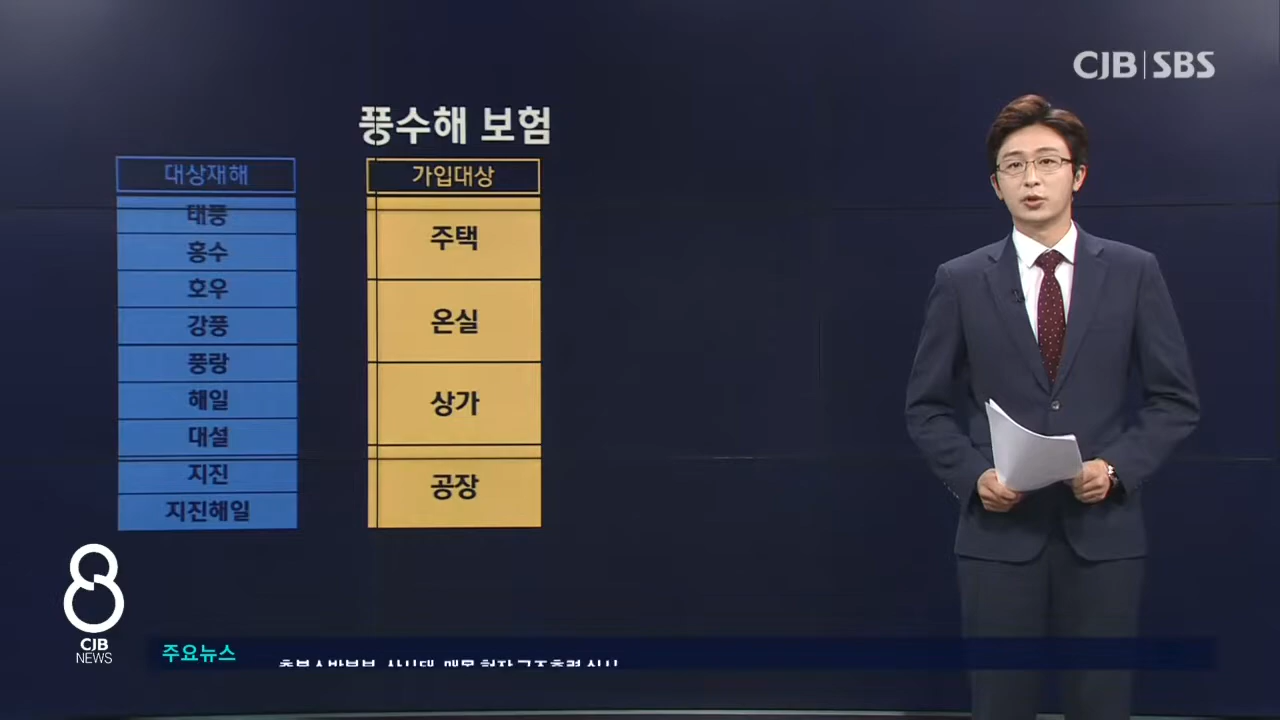 CJB SBS
풍수해 보험
대상재해
태풍
홍수
호우
강풍
풍랑
해일
대설
지진
지진해일
가입대상
주택
온실
상가
공장
8
CJB
NEWS
주요뉴스